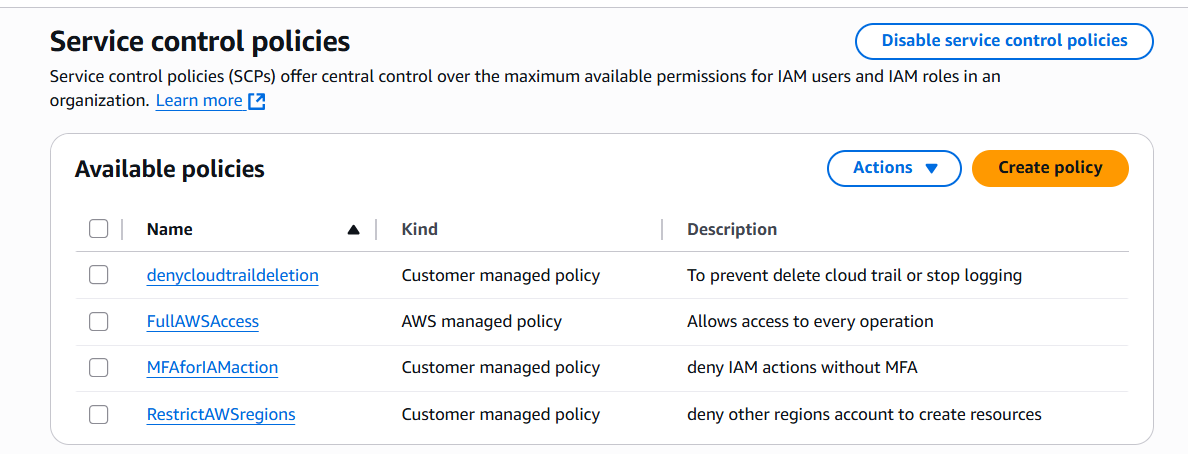 Service control policies
Disable service control policies
Service control policies (SCPs) offer central control over the maximum available permissions for IAM users and IAM roles in an
organization. Learn more
Available policies
Actions
Create policy
Name Kind Description
denycloudtraildeletion Customer managed policy To prevent delete cloud trail or stop logging
FullAWSAccess AWS managed policy Allows access to every operation
MFAforIAMaction Customer managed policy deny IAM actions without MFA
RestrictAWSregions Customer managed policy deny other regions account to create resources